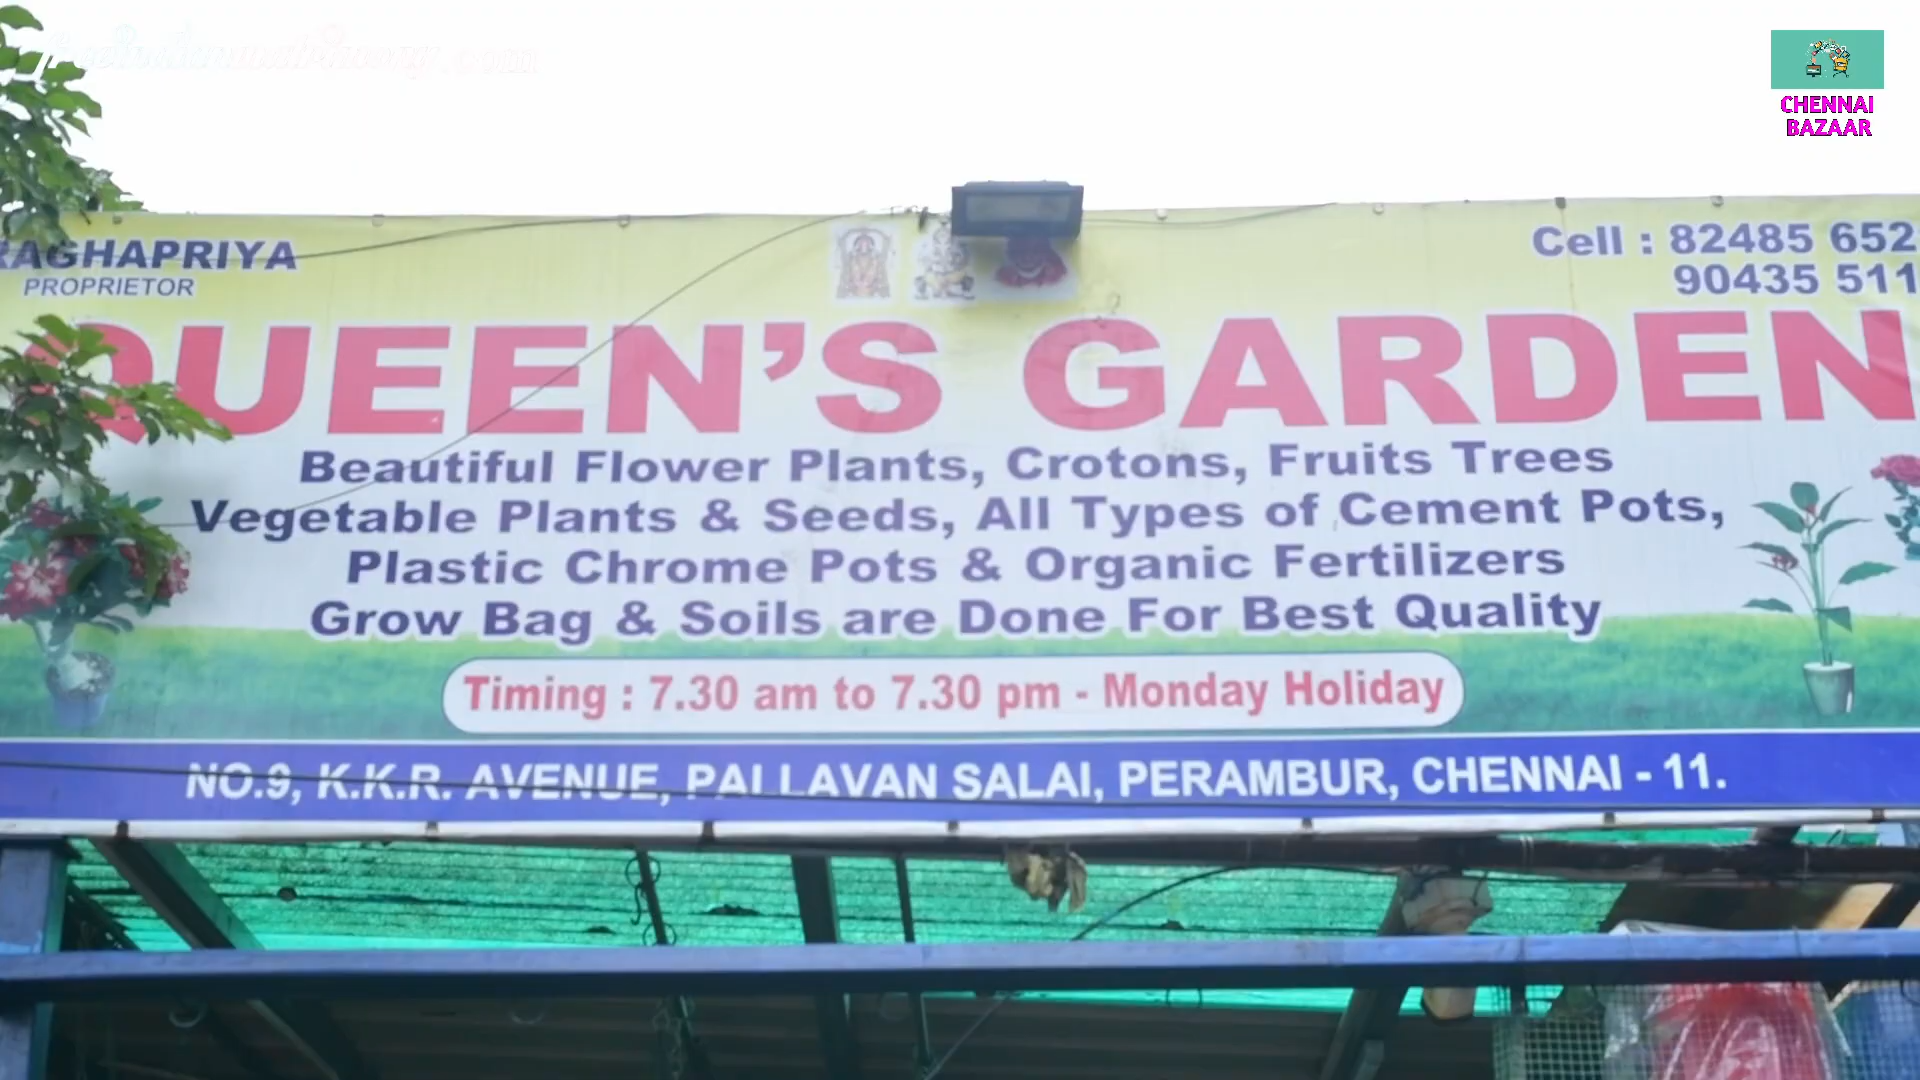 CHENNAI
BAZAAR
RAGHAPRIYA
PROPRIETOR
Cell : 82485 652
90435 511
QUEEN'S GARDEN
Beautiful Flower Plants, Crotons, Fruits Trees
Vegetable Plants & Seeds, All Types of Cement Pots,
Plastic Chrome Pots & Organic Fertilizers
Grow Bag & Soils are Done For Best Quality
Timing : 7.30 am to 7.30 pm - Monday Holiday
NO.9, K.K.R. AVENUE, PALLAVAN SALAI, PERAMBUR, CHENNAI - 11.